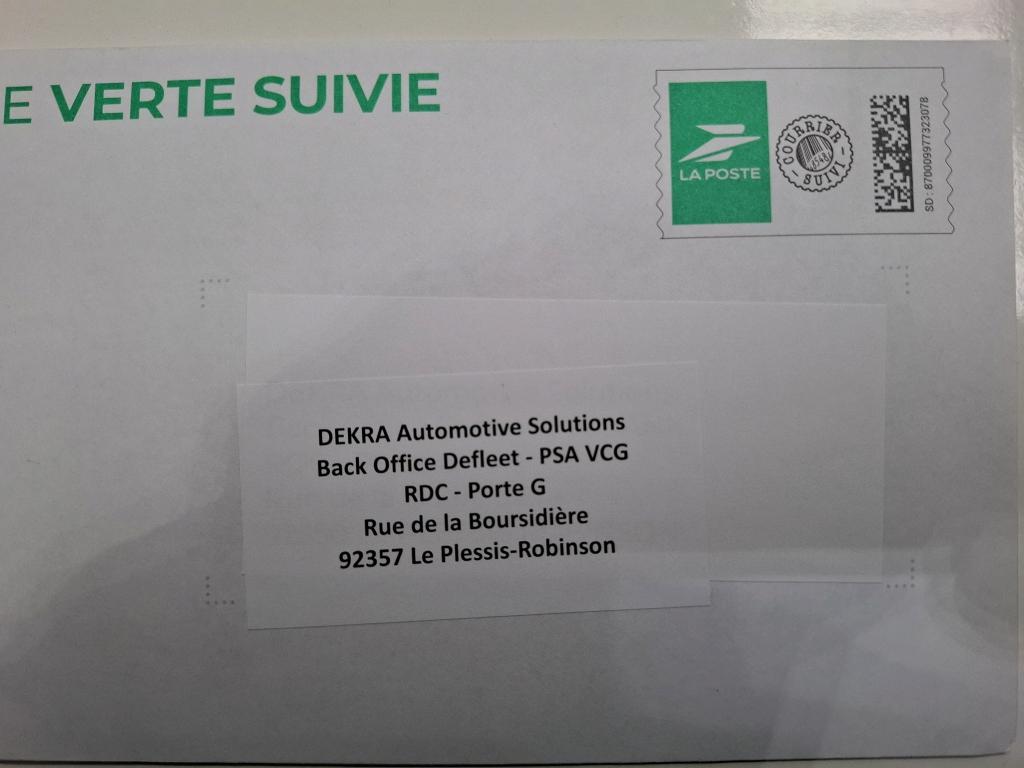 E VERTE SUIVIE
LA POSTE
COURRIER
SUIVI
SD : 870009977323078
DEKRA Automotive Solutions
Back Office Defleet - PSA VCG
RDC - Porte G
Rue de la Boursidière
92357 Le Plessis-Robinson